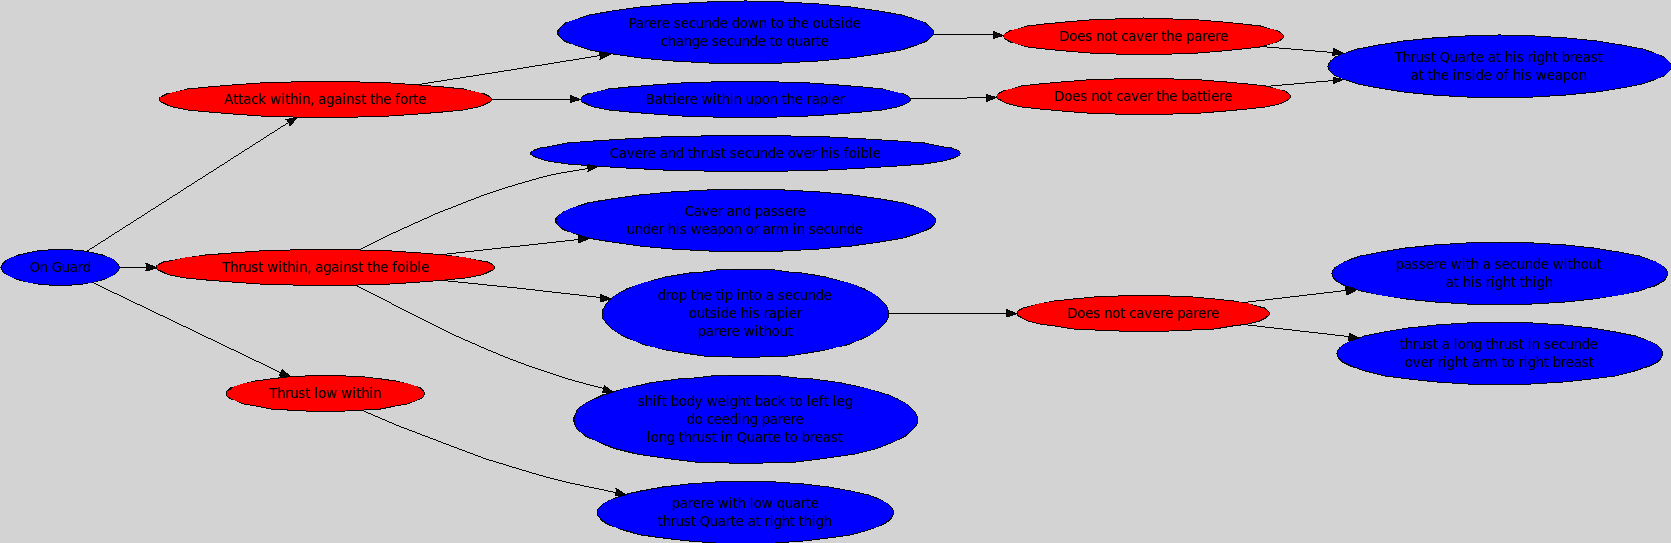 Parere secunde down to the outside
change secunde to quarte
Does not caver the parere
Thrust Quarte at his right breast
at the inside of his weapon
Attack within, against the forte
Battiere within upon the rapier
Does not caver the battiere
Cavere and thrust secunde over his foible
Caver and passere
under his weapon or arm in secunde
On Guard
Thrust within, against the foible
passere with a secunde without
at his right thigh
drop the tip into a secunde
outside his rapier
parere without
Does not cavere parere
thrust a long thrust in secunde
over right arm to right breast
Thrust low within
shift body weight back to left leg
do ceeding parere
long thrust in Quarte to breast
parere with low quarte
thrust Quarte at right thigh